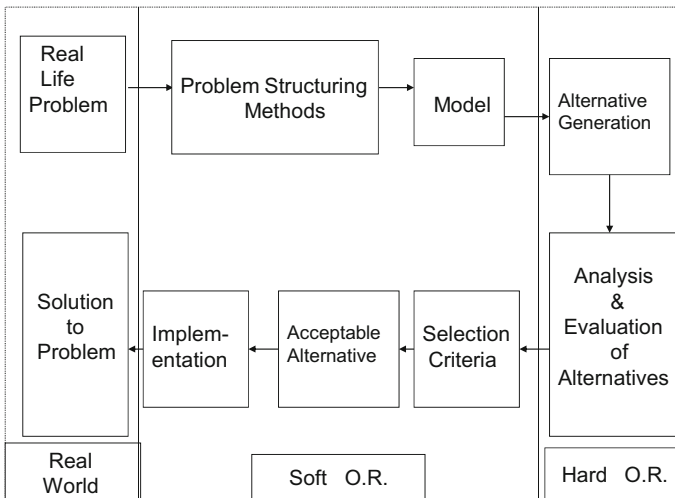 Real
Life
Problem
Problem Structuring
Methods
Model
Alternative
Generation
Solution
to
Problem
Implem-
entation
Acceptable
Alternative
Selection
Criteria
Analysis
&
Evaluation
of
Alternatives
Real
World
Soft O.R.
Hard O.R.